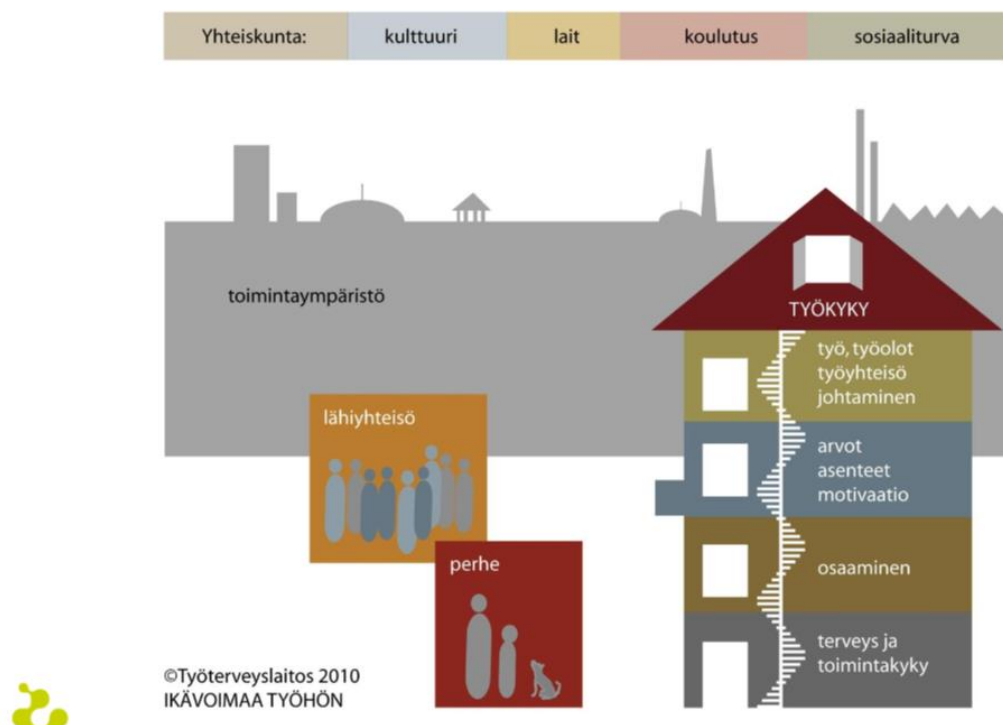 Yhteiskunta: kulttuuri lait koulutus sosiaaliturva
toimintaympäristö
TYÖKYKY
työ, työolot
työyhteisö
johtaminen
lähiyhteisö
arvot
asenteet
motivaatio
perhe
osaaminen
terveys ja
toimintakyky
©Työterveyslaitos 2010
IKÄVOIMAA TYÖHÖN